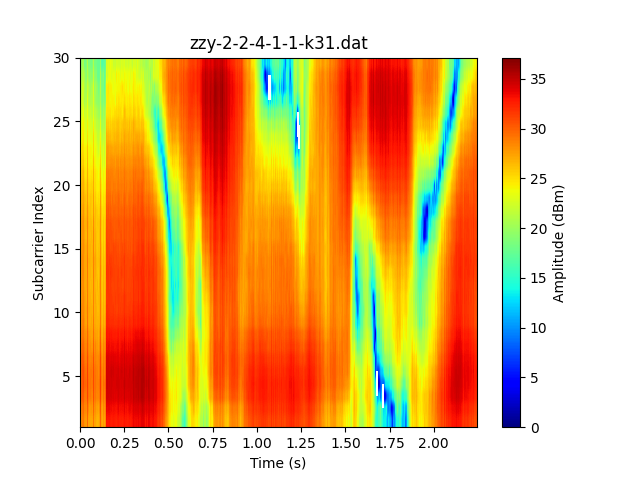 zzy-2-2-4-1-1-k31.dat
30
25
20
15
10
5
Subcarrier Index
0.00 0.25 0.50 0.75 1.00 1.25 1.50 1.75 2.00
Time (s)
35
30
25
20
15
10
5
0
Amplitude (dBm)